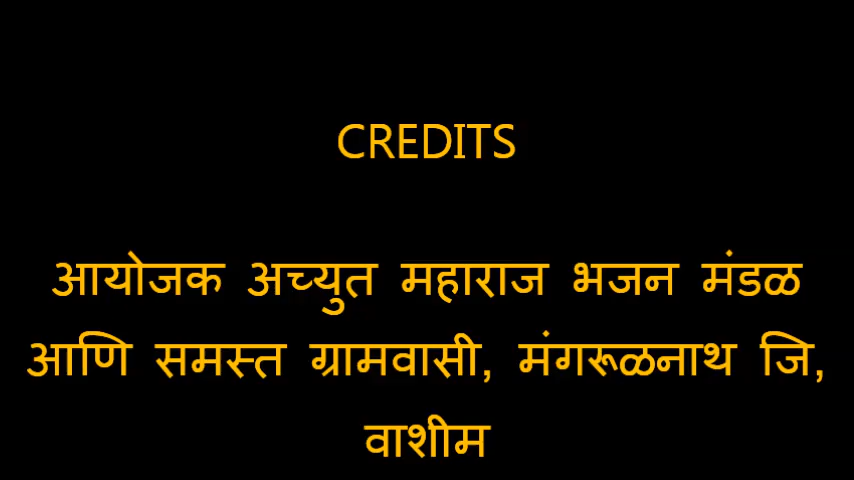 CREDITS
आयोजक अच्युत महाराज भजन मंडळ
आणि समस्त ग्रामवासी, मंगरूळनाथ जि,
वाशीम